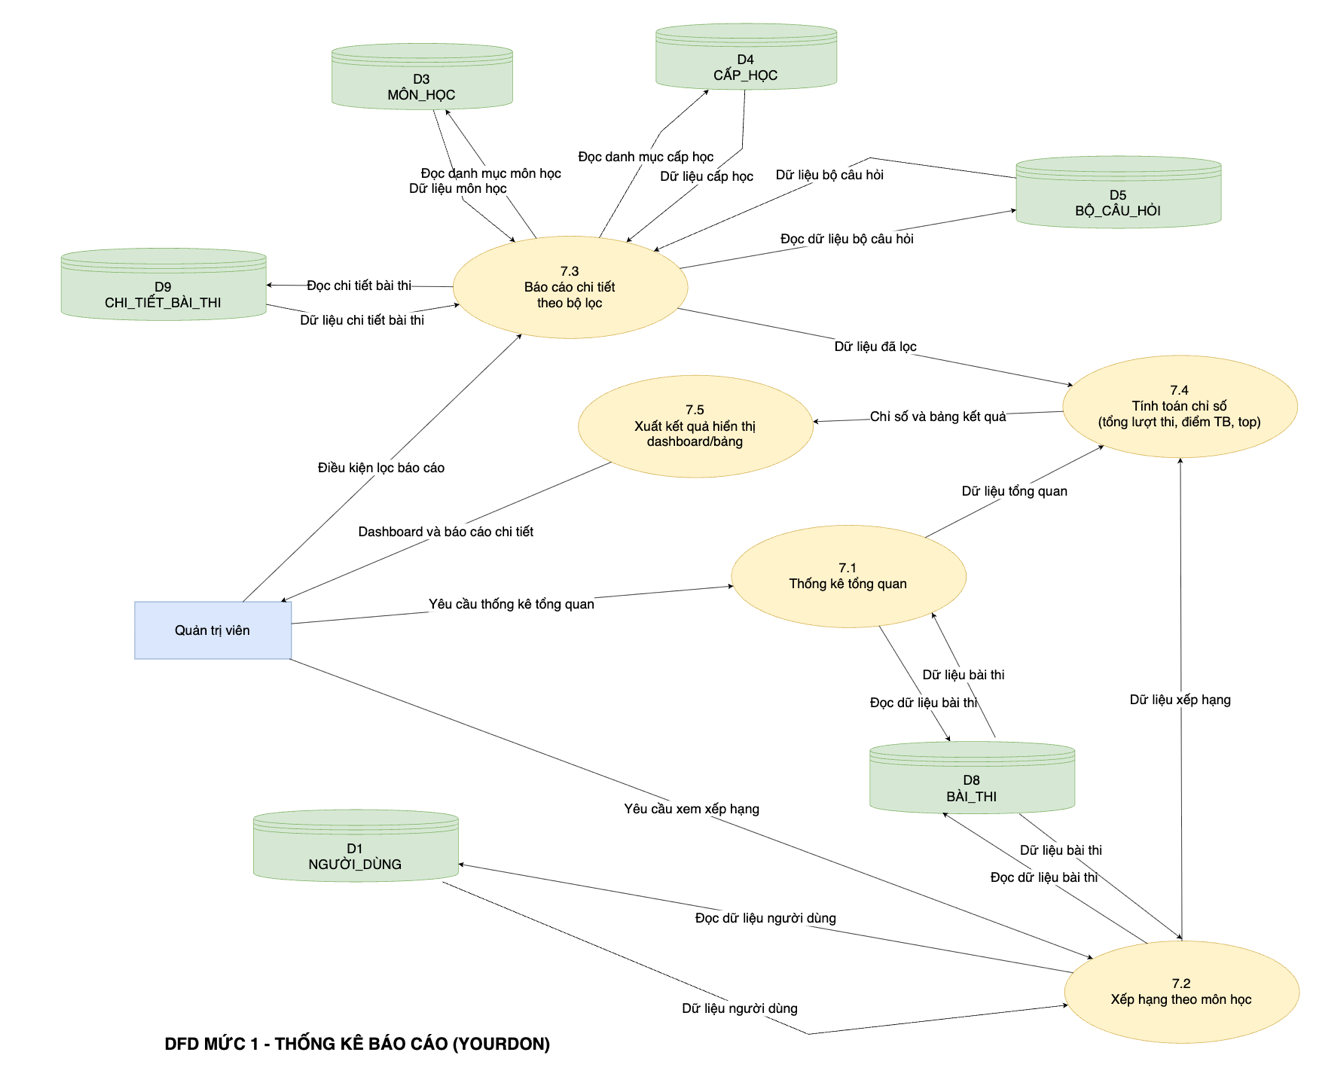 D4
CẤP_HỌC
D3
MÔN_HỌC
Đọc danh mục cấp học
Đọc danh mục môn học
Dữ liệu cấp học
Dữ liệu bộ câu hỏi
Dữ liệu môn học
D5
BỘ_CÂU_HỎI
Đọc dữ liệu bộ câu hỏi
7.3
Báo cáo chi tiết
theo bộ lọc
D9
CHI_TIẾT_BÀI_THI
Đọc chi tiết bài thi
Dữ liệu chi tiết bài thi
Dữ liệu đã lọc
7.4
Tính toán chỉ số
(tổng lượt thi, điểm TB, top)
7.5
Xuất kết quả hiển thị
dashboard/bảng
Chỉ số và bảng kết quả
Điều kiện lọc báo cáo
Dữ liệu tổng quan
Dashboard và báo cáo chi tiết
7.1
Thống kê tổng quan
Yêu cầu thống kê tổng quan
Quản trị viên
Dữ liệu bài thi
Đọc dữ liệu bài thi
Dữ liệu xếp hạng
D8
BÀI_THI
Yêu cầu xem xếp hạng
D1
NGƯỜI_DÙNG
Dữ liệu bài thi
Đọc dữ liệu bài thi
Đọc dữ liệu người dùng
7.2
Xếp hạng theo môn học
Dữ liệu người dùng
DFD MỨC 1 - THỐNG KÊ BÁO CÁO (YOURDON)